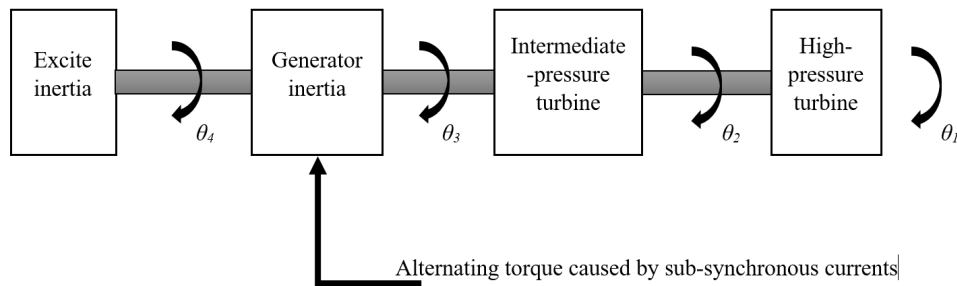 Excite
inertia
Generator
inertia
Intermediate
-pressure
turbine
High-
pressure
turbine
θ4
θ3
θ2
θ1
Alternating torque caused by sub-synchronous currents